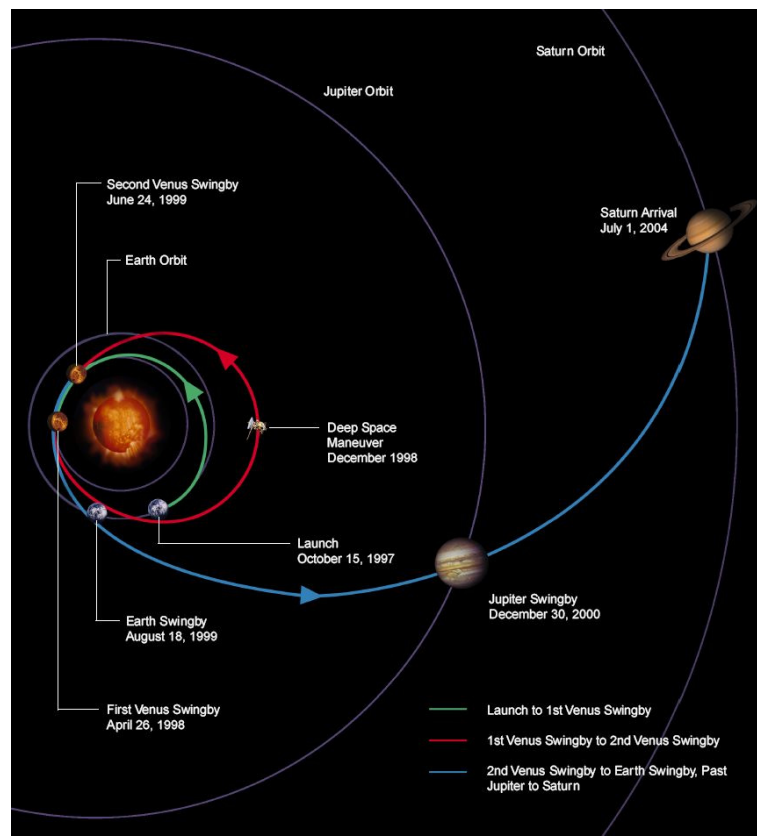 Saturn Orbit
Jupiter Orbit
Second Venus Swingby
June 24, 1999
Saturn Arrival
July 1, 2004
Earth Orbit
Deep Space
Maneuver
December 1998
Launch
October 15, 1997
Jupiter Swingby
December 30, 2000
Earth Swingby
August 18, 1999
First Venus Swingby
April 26, 1998
Launch to 1st Venus Swingby
1st Venus Swingby to 2nd Venus Swingby
2nd Venus Swingby to Earth Swingby, Past
Jupiter to Saturn